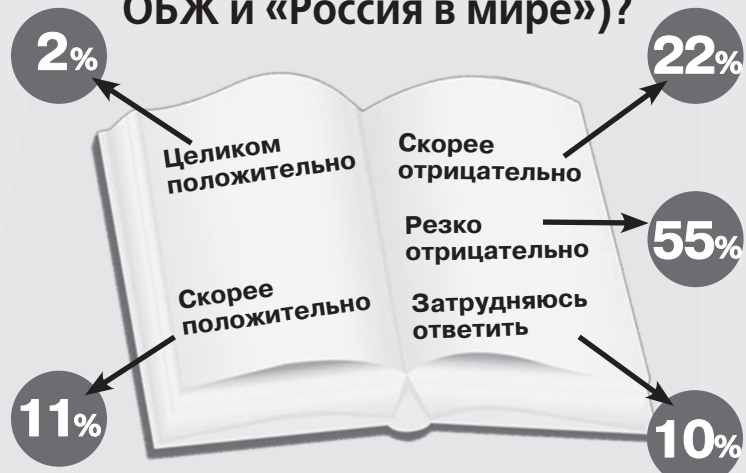 ОБЖ и «Россия в мире»)?
2%
Целиком
положительно
Скорее
положительно
11%
22%
Скорее
отрицательно
Резко
отрицательно
55%
Затрудняюсь
ответить
10%